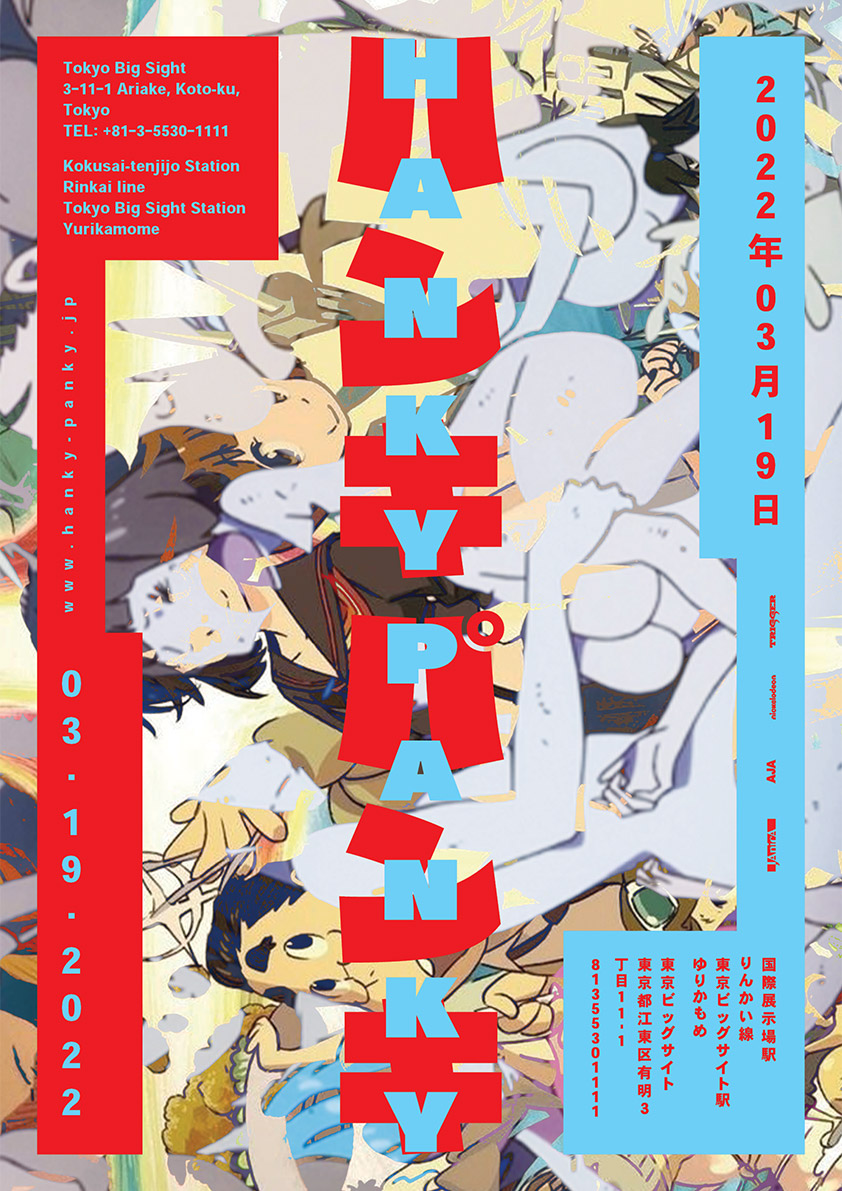 Tokyo Big Sight
3-11-1 Ariake, Koto-ku,
Tokyo
TEL: +81-3-5530-1111
Kokusai-tenjijo Station
Rinkai line
Tokyo Big Sight Station
Yurikamome
www.hanky-panky.jp
03-19-2022
HANKY PANKY
ハンキーパンキー
2022年03月19日
TRIGGER
nickelodeon
AJA
JAniCA
国際展示場駅
りんかい線
東京ビッグサイト駅
ゆりかもめ
東京ビッグサイト
東京都江東区有明3
丁目11-1
81355301111